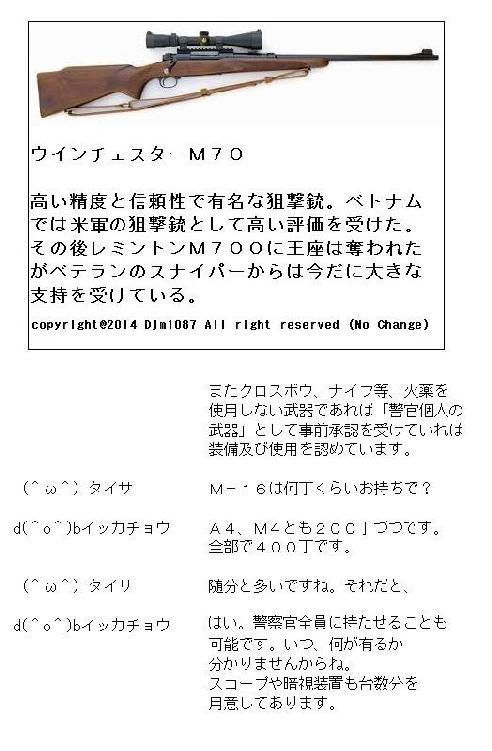 ウインチェスターＭ７０
高い精度と信頼性で有名な狙撃銃。ベトナム
では米軍の狙撃銃として高い評価を受けた。
その後レミントンＭ７００に王座は奪われた
がベテランのスナイパーからは今だに大きな
支持を受けている。
copyright@2014 Djm1087 All right reserved (No Change)
またクロスボウ、ナイフ等、火薬を
使用しない武器であれば「警官個人の
武器」として事前承認を受けていれば
装備及び使用を認めています。
（＾ω＾）タイサ　Ｍ－１６は何丁くらいお持ちで？
d(＾o＾)bイッカチョウ　Ａ４、Ｍ４とも２００丁づつです。
全部で４００丁です。
（＾ω＾）タイリ　随分と多いですね。それだと、
d(＾o＾)bイッカチョウ　はい。警察官全員に持たせることも
可能です。いつ、何が有るか
分かりませんからね。
スコープや暗視装置も台数分を
用意してあります。